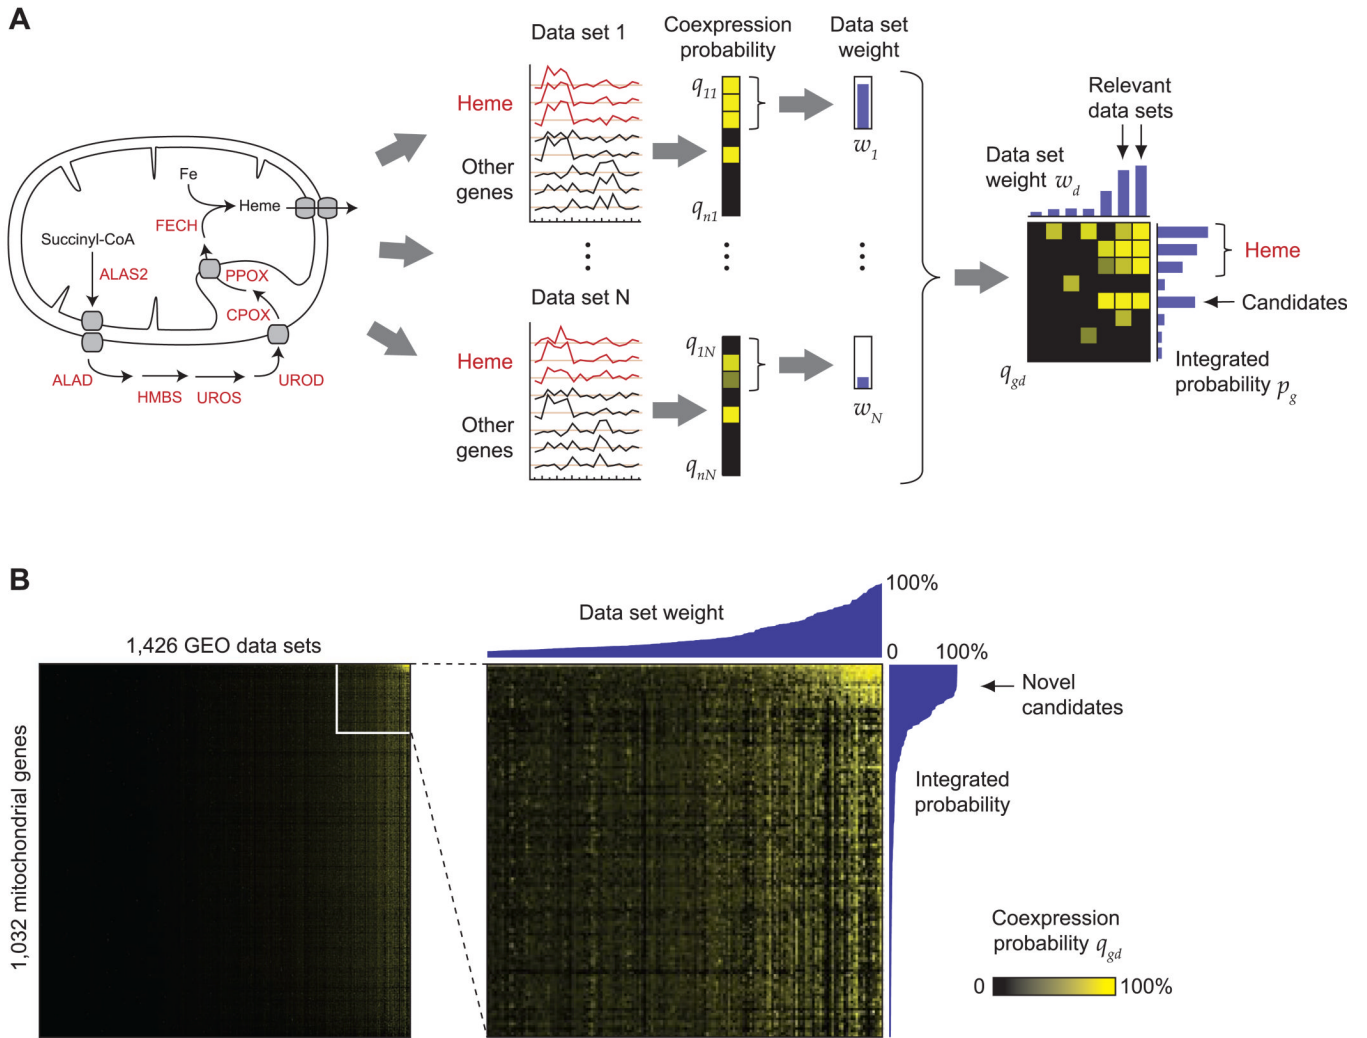 A
Data set 1
Coexpression
probability
Data set
weight
Heme
Other
genes
q11
qn1
w1
Relevant
data sets
Data set
weight wd
Fe
Heme
FECH
Succinyl-CoA
ALAS2
PPOX
CPOX
ALAD
HMBS
UROS
UROD
Data set N
Heme
Other
genes
q1N
qnN
wN
Heme
Candidates
qgd
Integrated
probability pg
B
1,426 GEO data sets
1,032 mitochondrial genes
Data set weight
100%
0
100%
Novel
candidates
Integrated
probability
Coexpression
probability qgd
0
100%